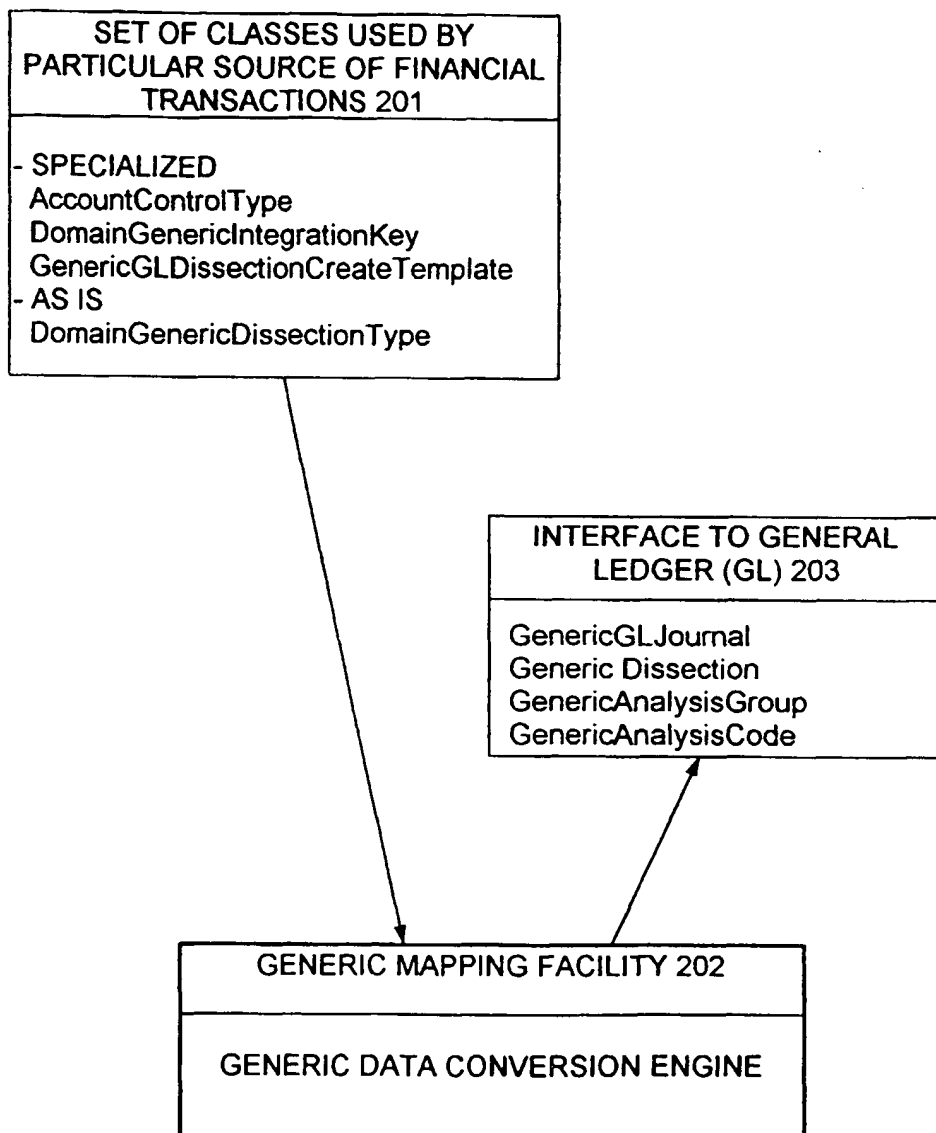 SET OF CLASSES USED BY
PARTICULAR SOURCE OF FINANCIAL
TRANSACTIONS 201
- SPECIALIZED
AccountControlType
DomainGenericIntegrationKey
GenericGLDissectionCreateTemplate
- AS IS
DomainGenericDissectionType
INTERFACE TO GENERAL
LEDGER (GL) 203
GenericGLJournal
Generic Dissection
GenericAnalysisGroup
GenericAnalysisCode
GENERIC MAPPING FACILITY 202
GENERIC DATA CONVERSION ENGINE